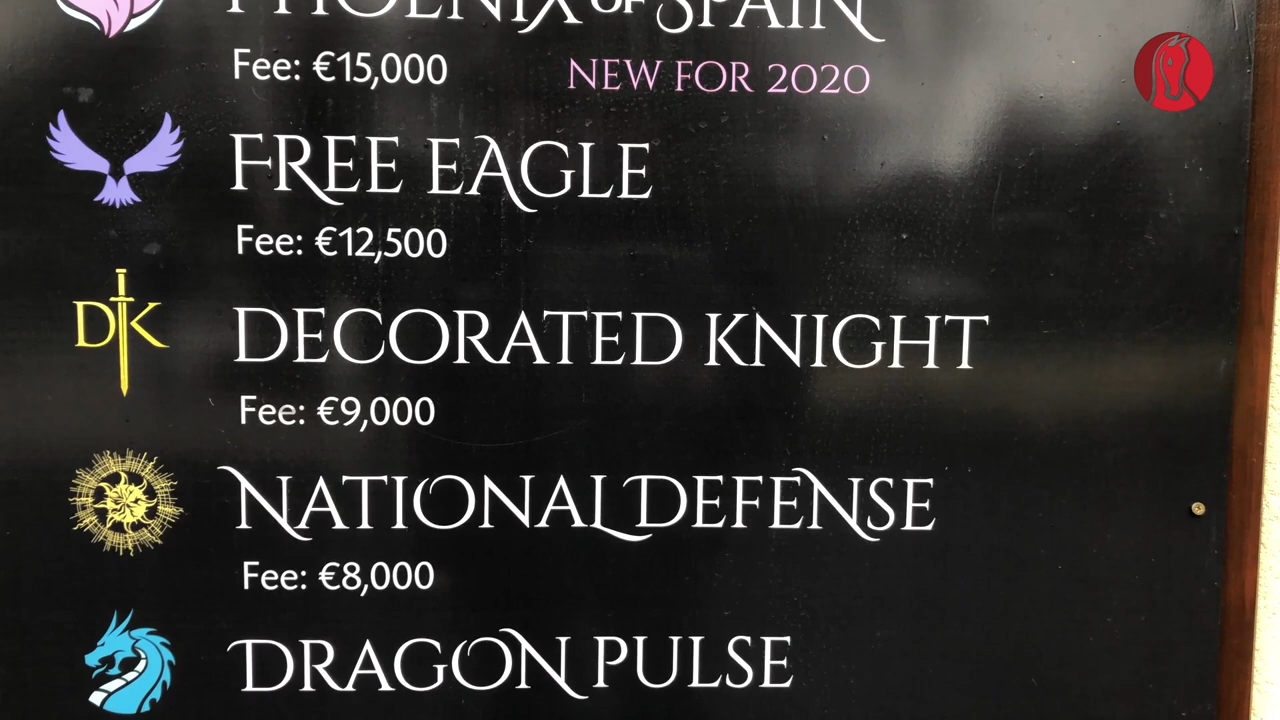 PHOENIX OF SPAIN
Fee: €15,000
NEW FOR 2020
FREE EAGLE
Fee: €12,500
DK
DECORATED KNIGHT
Fee: €9,000
NATIONAL DEFENSE
Fee: €8,000
DRAGON PULSE